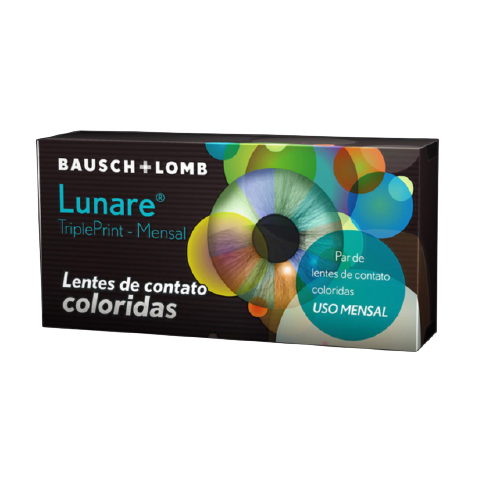 BAUSCH+LOMB
Lunare®
TriplePrint - Mensal
Lentes de contato
coloridas
Par de
lentes de contato
coloridas
USO MENSAL